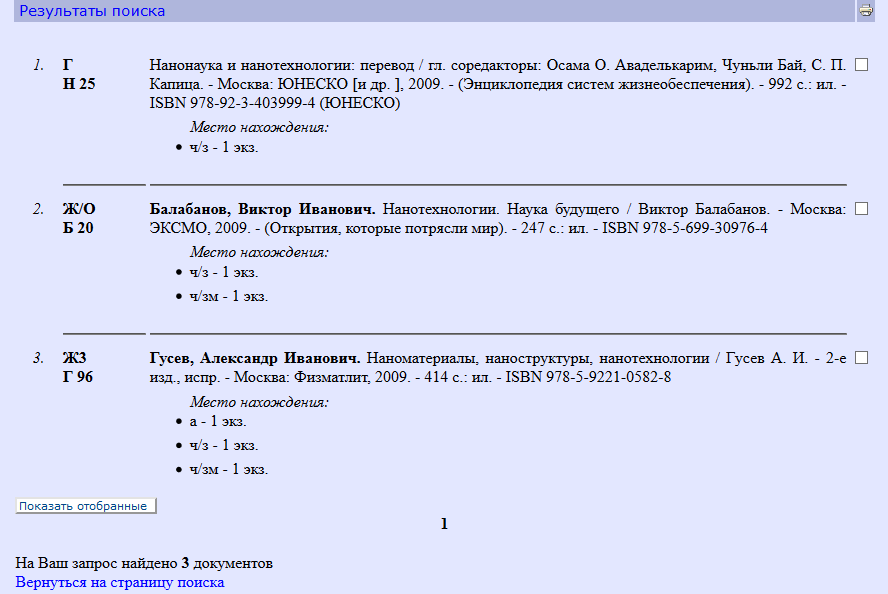 Результаты поиска
1. Г Нанонаука и нанотехнологии: перевод / гл. соредакторы: Осама О. Аваделькарим, Чуньли Бай, С. П.
Н 25 Капица. - Москва: ЮНЕСКО [и др. ], 2009. - (Энциклопедия систем жизнеобеспечения). - 992 с.: ил. -
ISBN 978-92-3-403999-4 (ЮНЕСКО)
Место нахождения:
• ч/з - 1 экз.
2. Ж/О Балабанов, Виктор Иванович. Нанотехнологии. Наука будущего / Виктор Балабанов. - Москва:
Б 20 ЭКСМО, 2009. - (Открытия, которые потрясли мир). - 247 с.: ил. - ISBN 978-5-699-30976-4
Место нахождения:
• ч/з - 1 экз.
• ч/зм - 1 экз.
3. Ж3 Гусев, Александр Иванович. Наноматериалы, наноструктуры, нанотехнологии / Гусев А. И. - 2-е
Г 96 изд., испр. - Москва: Физматлит, 2009. - 414 с.: ил. - ISBN 978-5-9221-0582-8
Место нахождения:
• а - 1 экз.
• ч/з - 1 экз.
• ч/зм - 1 экз.
Показать отобранные
1
На Ваш запрос найдено 3 документов
Вернуться на страницу поиска